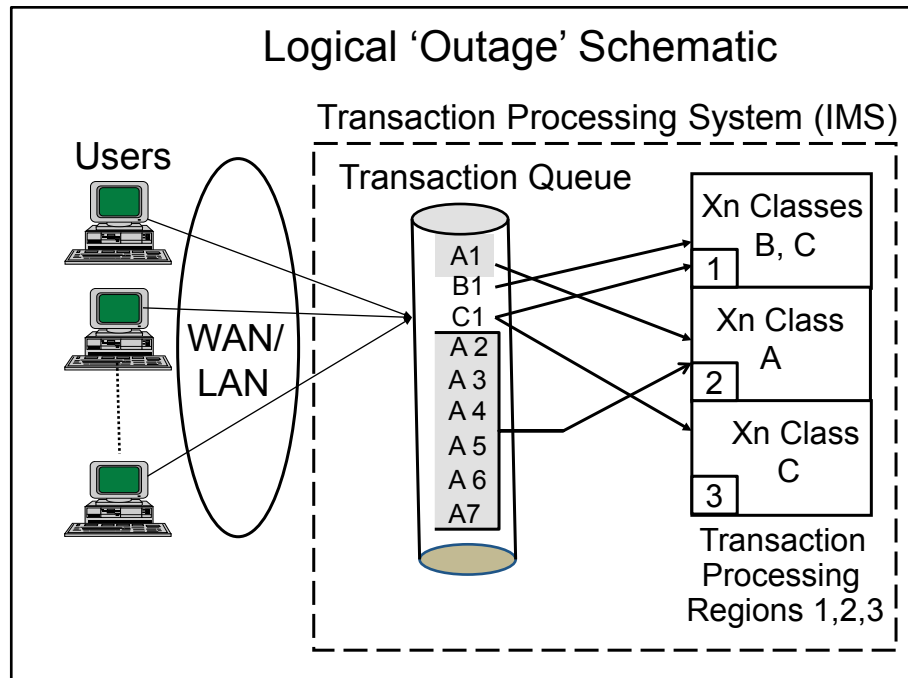 Logical ‘Outage’ Schematic
Transaction Processing System (IMS)
Users
WAN/
LAN
Transaction Queue
A1
B1
C1
A 2
A 3
A 4
A 5
A 6
A7
Xn Classes
B, C
1
Xn Class
A
2
Xn Class
C
3
Transaction
Processing
Regions 1,2,3